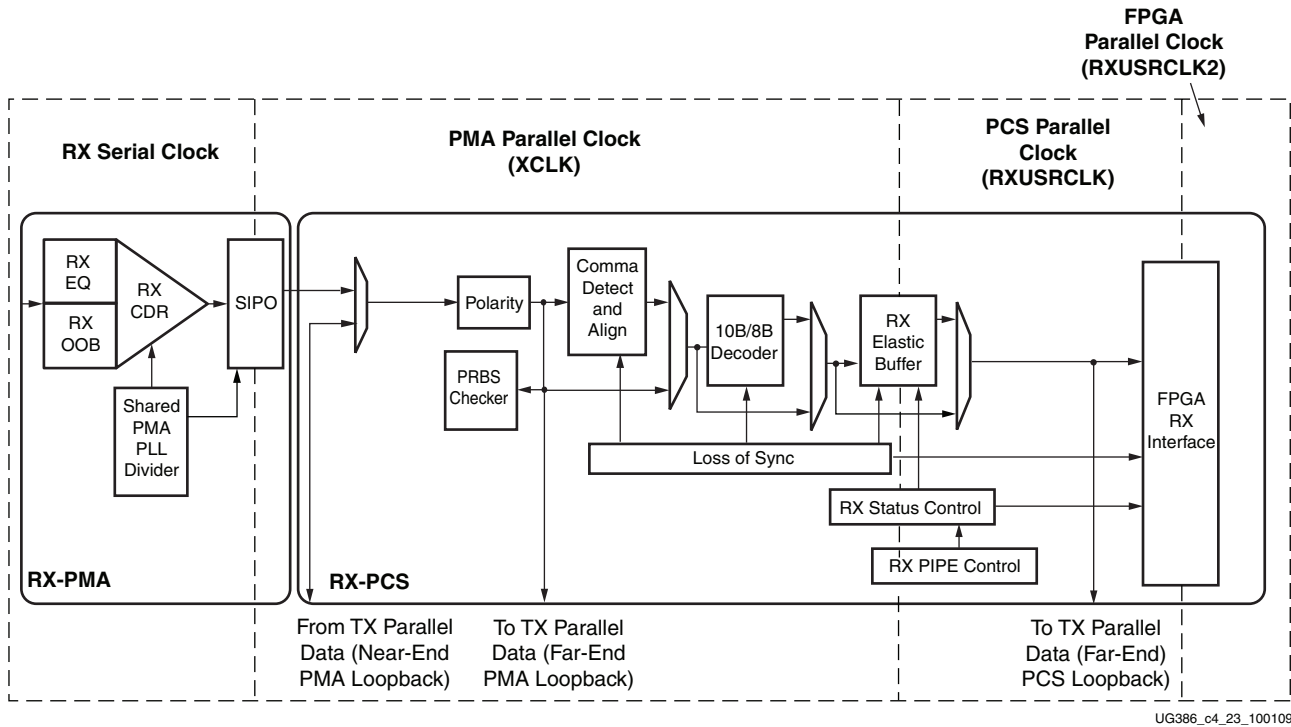 FPGA
Parallel Clock
(RXUSRCLK2)
RX Serial Clock
PMA Parallel Clock
(XCLK)
PCS Parallel
Clock
(RXUSRCLK)
RX
EQ
RX
OOB
RX
CDR
SIPO
Shared
PMA
PLL
Divider
RX-PMA
Polarity
PRBS
Checker
Comma
Detect
and
Align
10B/8B
Decoder
RX
Elastic
Buffer
Loss of Sync
RX Status Control
RX PIPE Control
FPGA
RX
Interface
RX-PCS
From TX Parallel
Data (Near-End
PMA Loopback)
To TX Parallel
Data (Far-End
PMA Loopback)
To TX Parallel
Data (Far-End)
PCS Loopback)
UG386_c4_23_100109